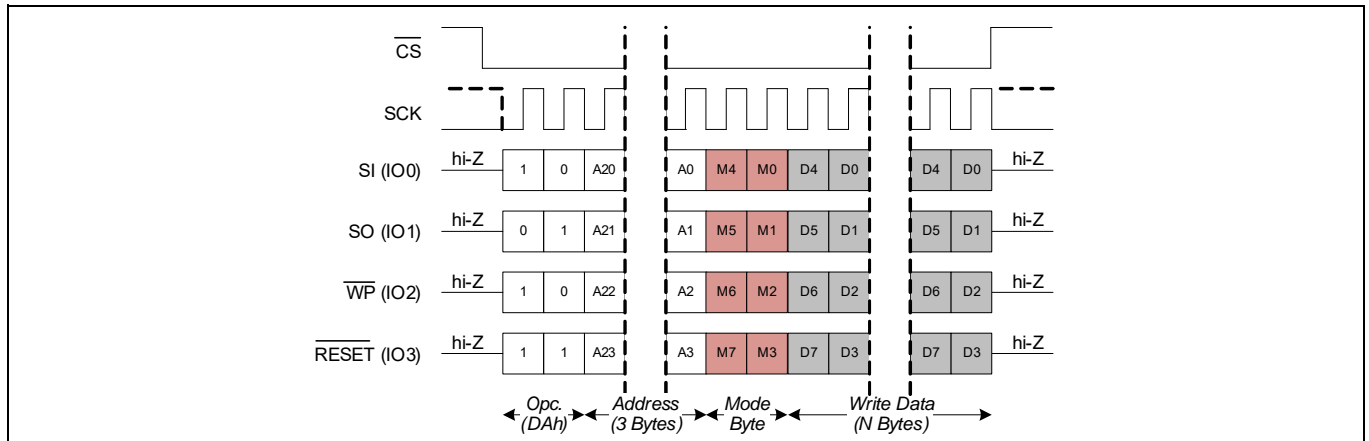 CS
SCK
SI (IO0) hi-Z 1 0 A20 A0 M4 M0 D4 D0 D4 D0 hi-Z
SO (IO1) hi-Z 0 1 A21 A1 M5 M1 D5 D1 D5 D1 hi-Z
WP (IO2) hi-Z 1 0 A22 A2 M6 M2 D6 D2 D6 D2 hi-Z
RESET (IO3) hi-Z 1 1 A23 A3 M7 M3 D7 D3 D7 D3 hi-Z
Opc. Address Mode Write Data
(DAh) (3 Bytes) Byte (N Bytes)